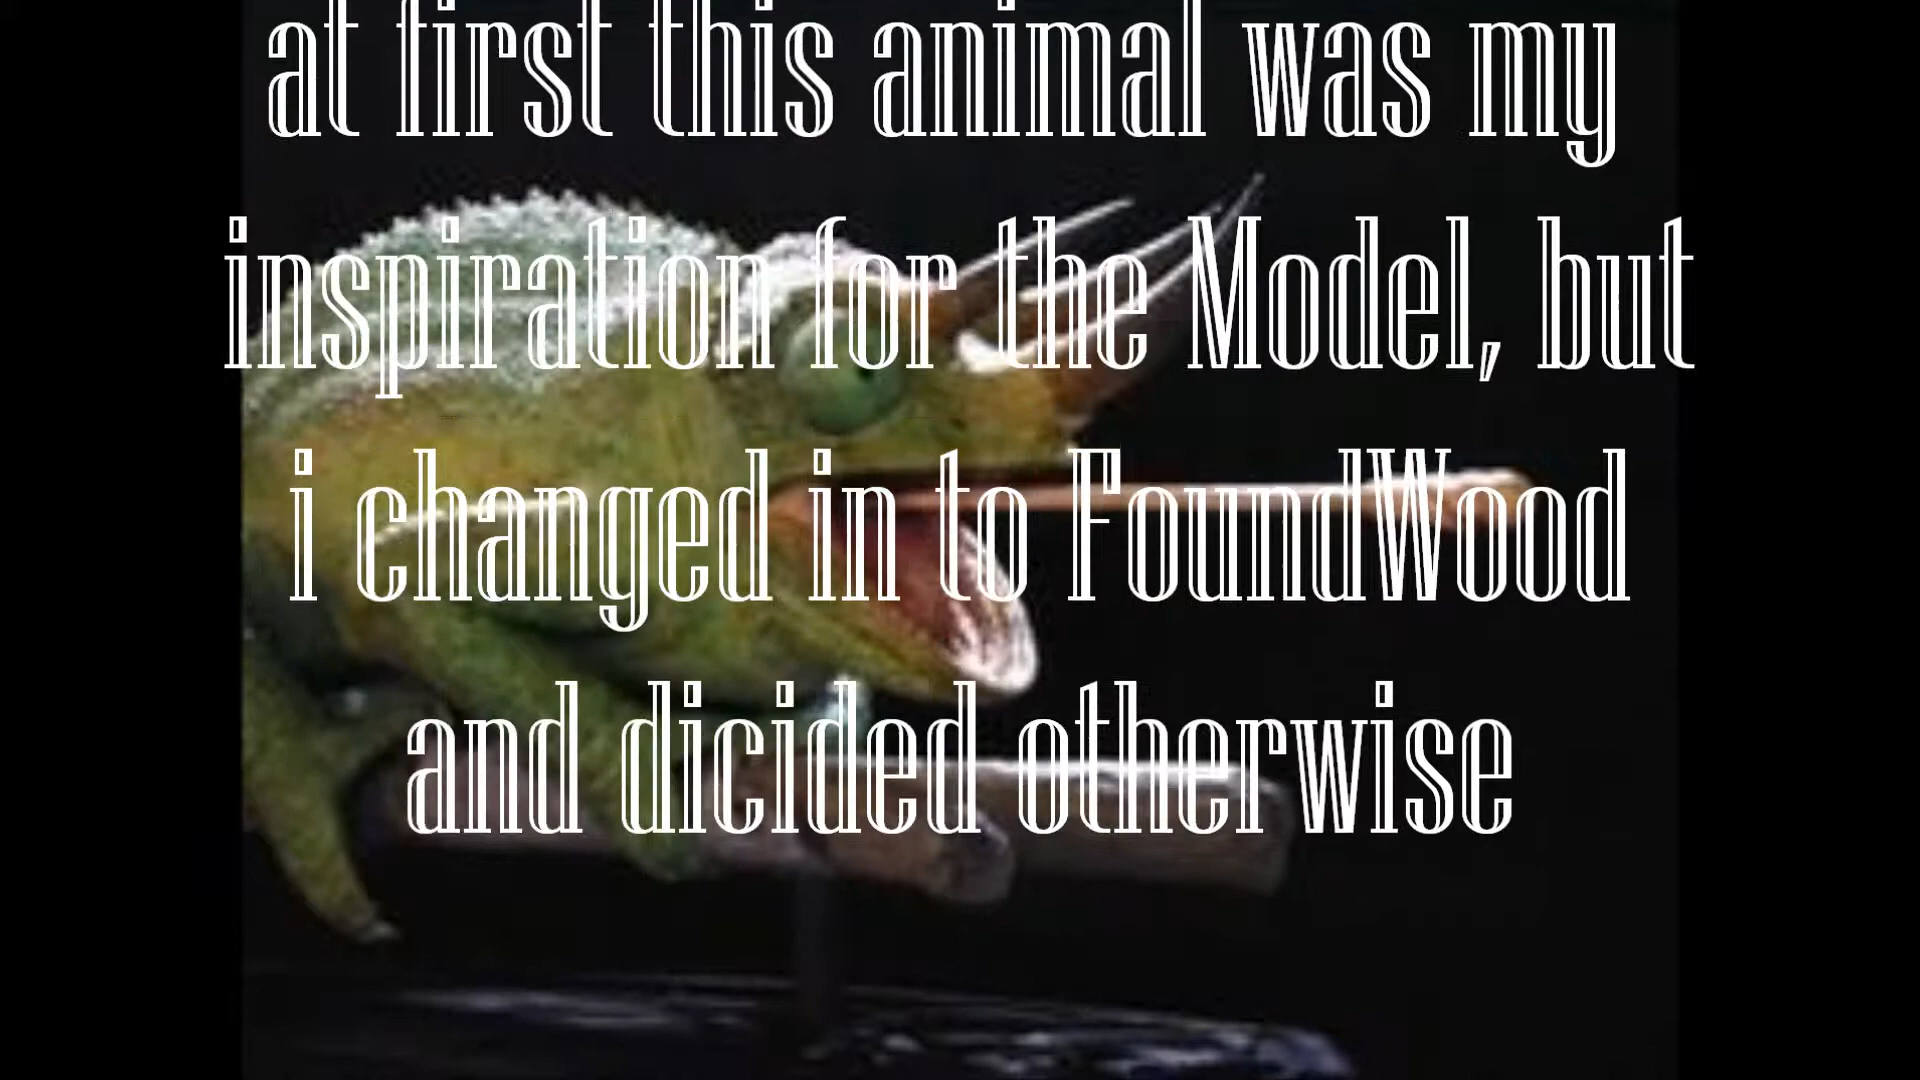 at first this animal was my
inspiration for the Model, but
i changed in to FoundWood
and dicided otherwise